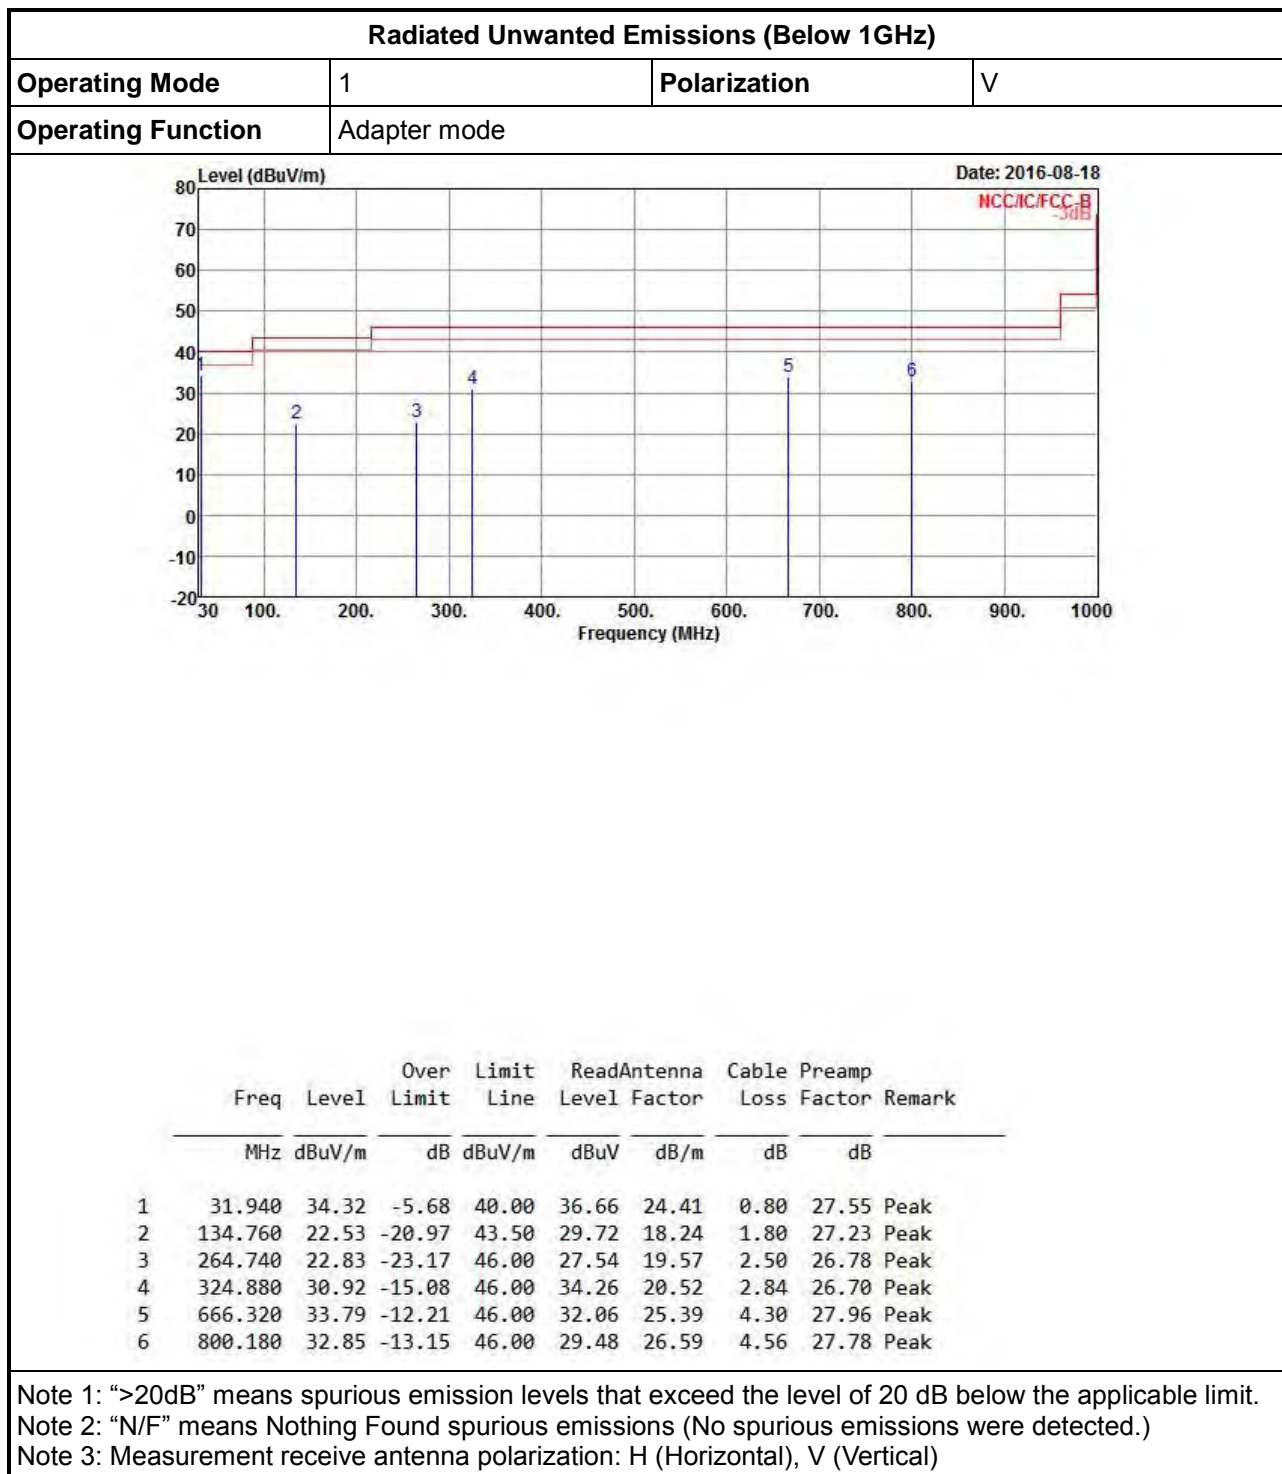 Radiated Unwanted Emissions (Below 1GHz)
Operating Mode 1 Polarization V
Operating Function Adapter mode
Level (dBuV/m) Date: 2016-08-18
NCC/IC/FCC-B
-3dB
80
70
60
50
40
30
20
10
0
-10
-20
1 2 3 4 5 6
30 100. 200. 300. 400. 500. 600. 700. 800. 900. 1000
Frequency (MHz)
Over Limit ReadAntenna Cable Preamp
Freq Level Limit Line Level Factor Loss Factor Remark
MHz dBuV/m dB dBuV/m dBuV dB/m dB dB
1 31.940 34.32 -5.68 40.00 36.66 24.41 0.80 27.55 Peak
2 134.760 22.53 -20.97 43.50 29.72 18.24 1.80 27.23 Peak
3 264.740 22.83 -23.17 46.00 27.54 19.57 2.50 26.78 Peak
4 324.880 30.92 -15.08 46.00 34.26 20.52 2.84 26.70 Peak
5 666.320 33.79 -12.21 46.00 32.06 25.39 4.30 27.96 Peak
6 800.180 32.85 -13.15 46.00 29.48 26.59 4.56 27.78 Peak
Note 1: “>20dB” means spurious emission levels that exceed the level of 20 dB below the applicable limit.
Note 2: “N/F” means Nothing Found spurious emissions (No spurious emissions were detected.)
Note 3: Measurement receive antenna polarization: H (Horizontal), V (Vertical)